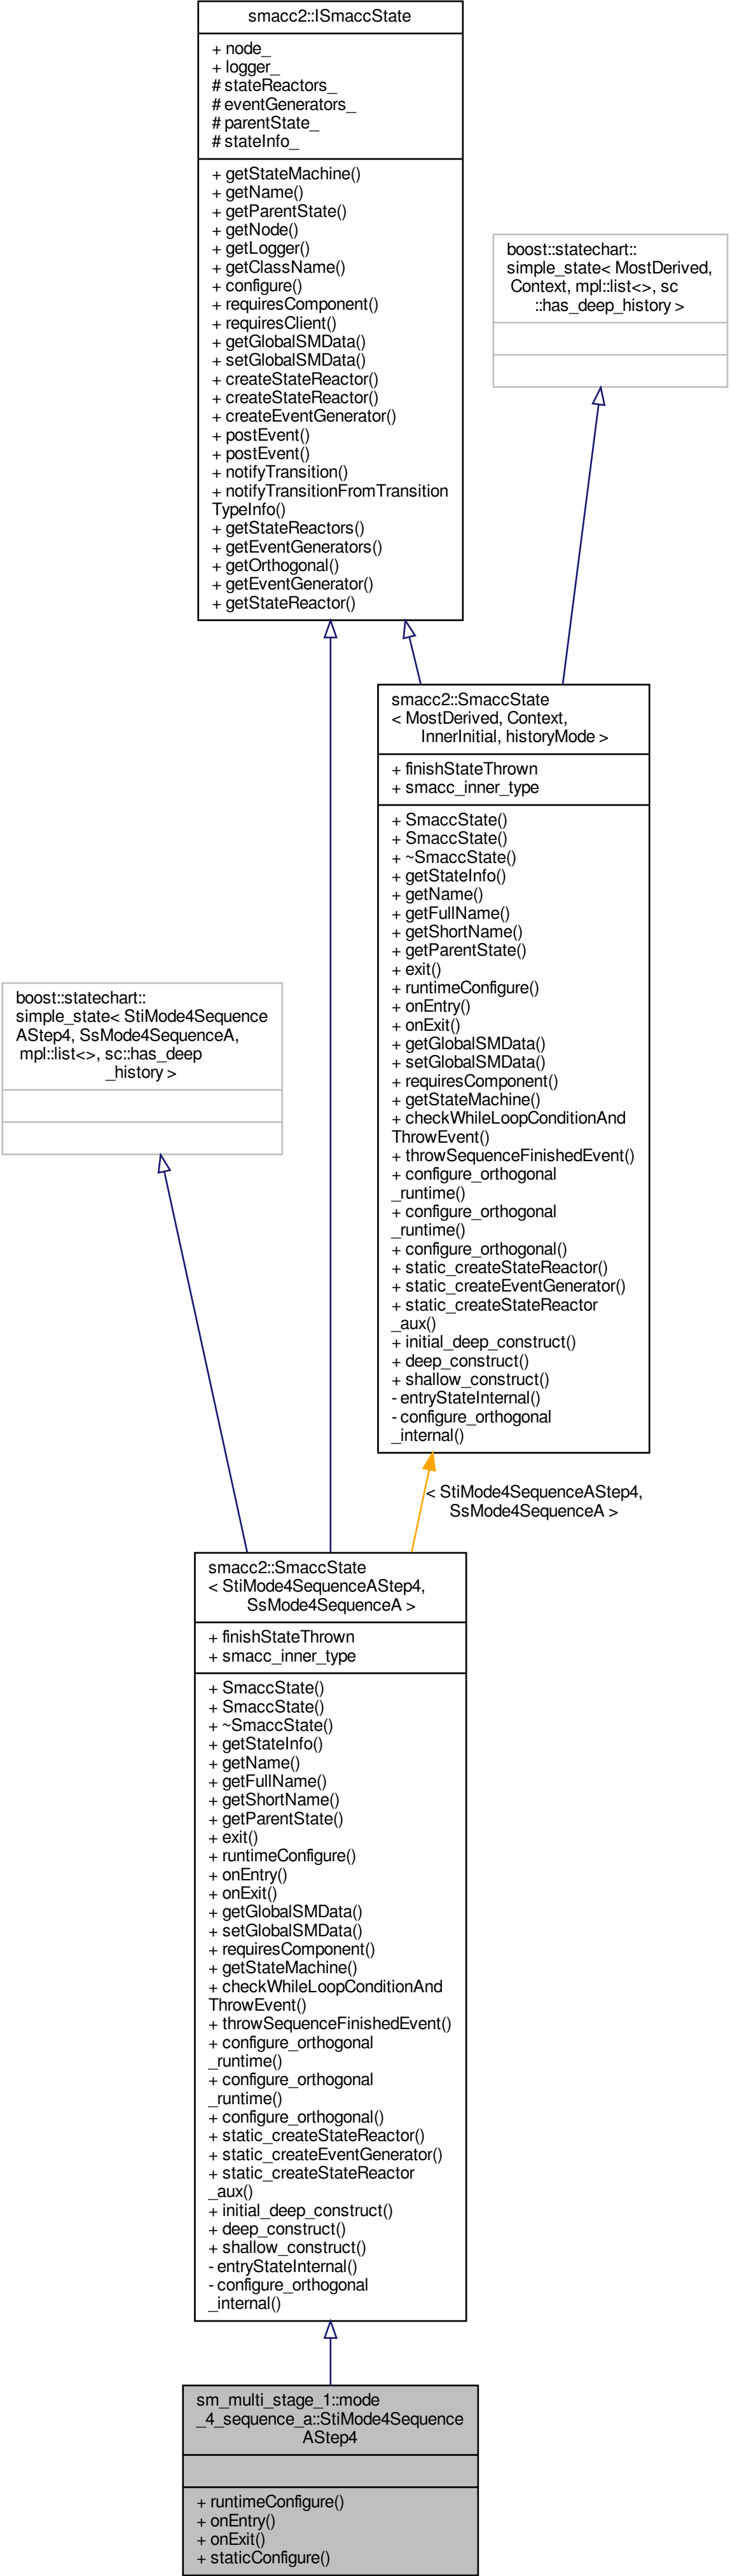 smacc2::ISmaccState
+ node_
+ logger_
# stateReactors_
# eventGenerators_
# parentState_
# stateInfo_
+ getStateMachine()
+ getName()
+ getParentState()
+ getNode()
+ getLogger()
+ getClassName()
+ configure()
+ requiresComponent()
+ requiresClient()
+ getGlobalSMData()
+ setGlobalSMData()
+ createStateReactor()
+ createStateReactor()
+ createEventGenerator()
+ postEvent()
+ postEvent()
+ notifyTransition()
+ notifyTransitionFromTransition
TypeInfo()
+ getStateReactors()
+ getEventGenerators()
+ getOrthogonal()
+ getEventGenerator()
+ getStateReactor()
boost::statechart::
simple_state< MostDerived,
Context, mpl::list<>, sc
::has_deep_history >
smacc2::SmaccState
< MostDerived, Context,
InnerInitial, historyMode >
+ finishStateThrown
+ smacc_inner_type
+ SmaccState()
+ SmaccState()
+ ~SmaccState()
+ getStateInfo()
+ getName()
+ getFullName()
+ getShortName()
+ getParentState()
+ exit()
+ runtimeConfigure()
+ onEntry()
+ onExit()
+ getGlobalSMData()
+ setGlobalSMData()
+ requiresComponent()
+ getStateMachine()
+ checkWhileLoopConditionAnd
ThrowEvent()
+ throwSequenceFinishedEvent()
+ configure_orthogonal
_runtime()
+ configure_orthogonal
_runtime()
+ configure_orthogonal()
+ static_createStateReactor()
+ static_createEventGenerator()
+ static_createStateReactor
_aux()
+ initial_deep_construct()
+ deep_construct()
+ shallow_construct()
- entryStateInternal()
- configure_orthogonal
_internal()
boost::statechart::
simple_state< StiMode4Sequence
AStep4, SsMode4SequenceA,
mpl::list<>, sc::has_deep
_history >
< StiMode4SequenceAStep4,
SsMode4SequenceA >
smacc2::SmaccState
< StiMode4SequenceAStep4,
SsMode4SequenceA >
+ finishStateThrown
+ smacc_inner_type
+ SmaccState()
+ SmaccState()
+ ~SmaccState()
+ getStateInfo()
+ getName()
+ getFullName()
+ getShortName()
+ getParentState()
+ exit()
+ runtimeConfigure()
+ onEntry()
+ onExit()
+ getGlobalSMData()
+ setGlobalSMData()
+ requiresComponent()
+ getStateMachine()
+ checkWhileLoopConditionAnd
ThrowEvent()
+ throwSequenceFinishedEvent()
+ configure_orthogonal
_runtime()
+ configure_orthogonal
_runtime()
+ configure_orthogonal()
+ static_createStateReactor()
+ static_createEventGenerator()
+ static_createStateReactor
_aux()
+ initial_deep_construct()
+ deep_construct()
+ shallow_construct()
- entryStateInternal()
- configure_orthogonal
_internal()
sm_multi_stage_1::mode
_4_sequence_a::StiMode4Sequence
AStep4
+ runtimeConfigure()
+ onEntry()
+ onExit()
+ staticConfigure()